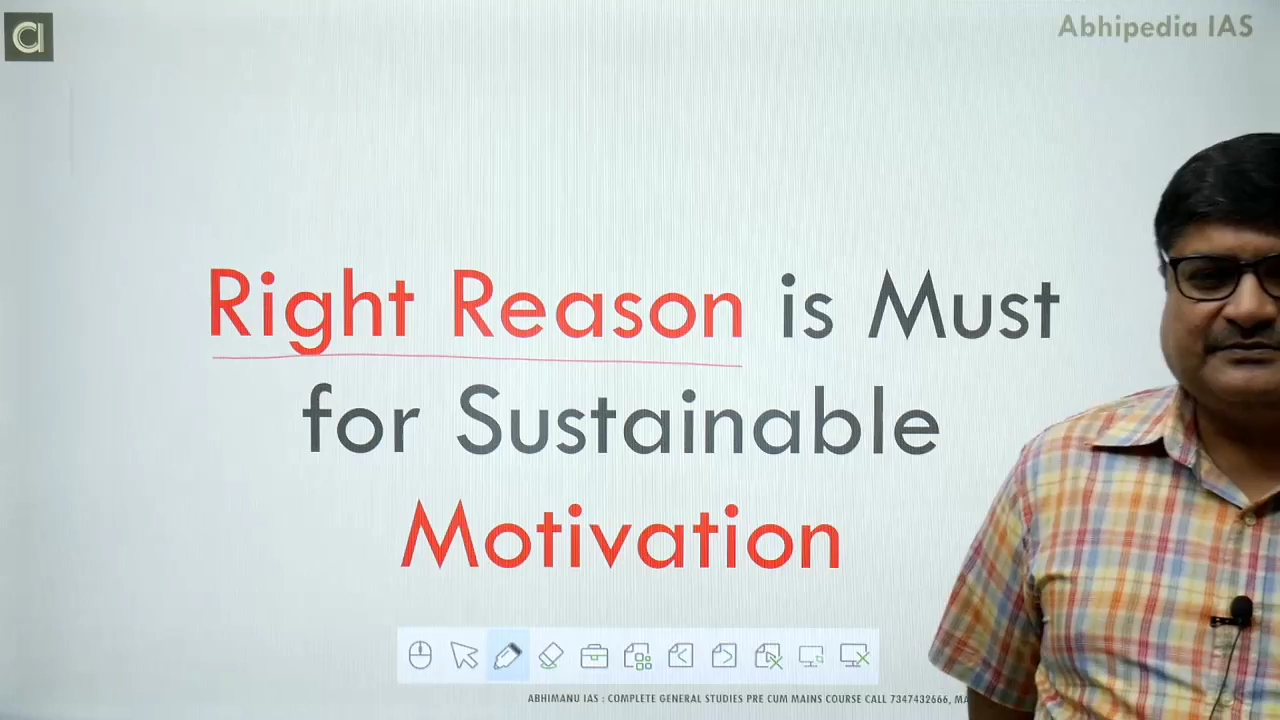 Abhipedia IAS
Right Reason is Must
for Sustainable
Motivation
ABHIMANU IAS : COMPLETE GENERAL STUDIES PRE CUM MAINS COURSE CALL 7347432666,